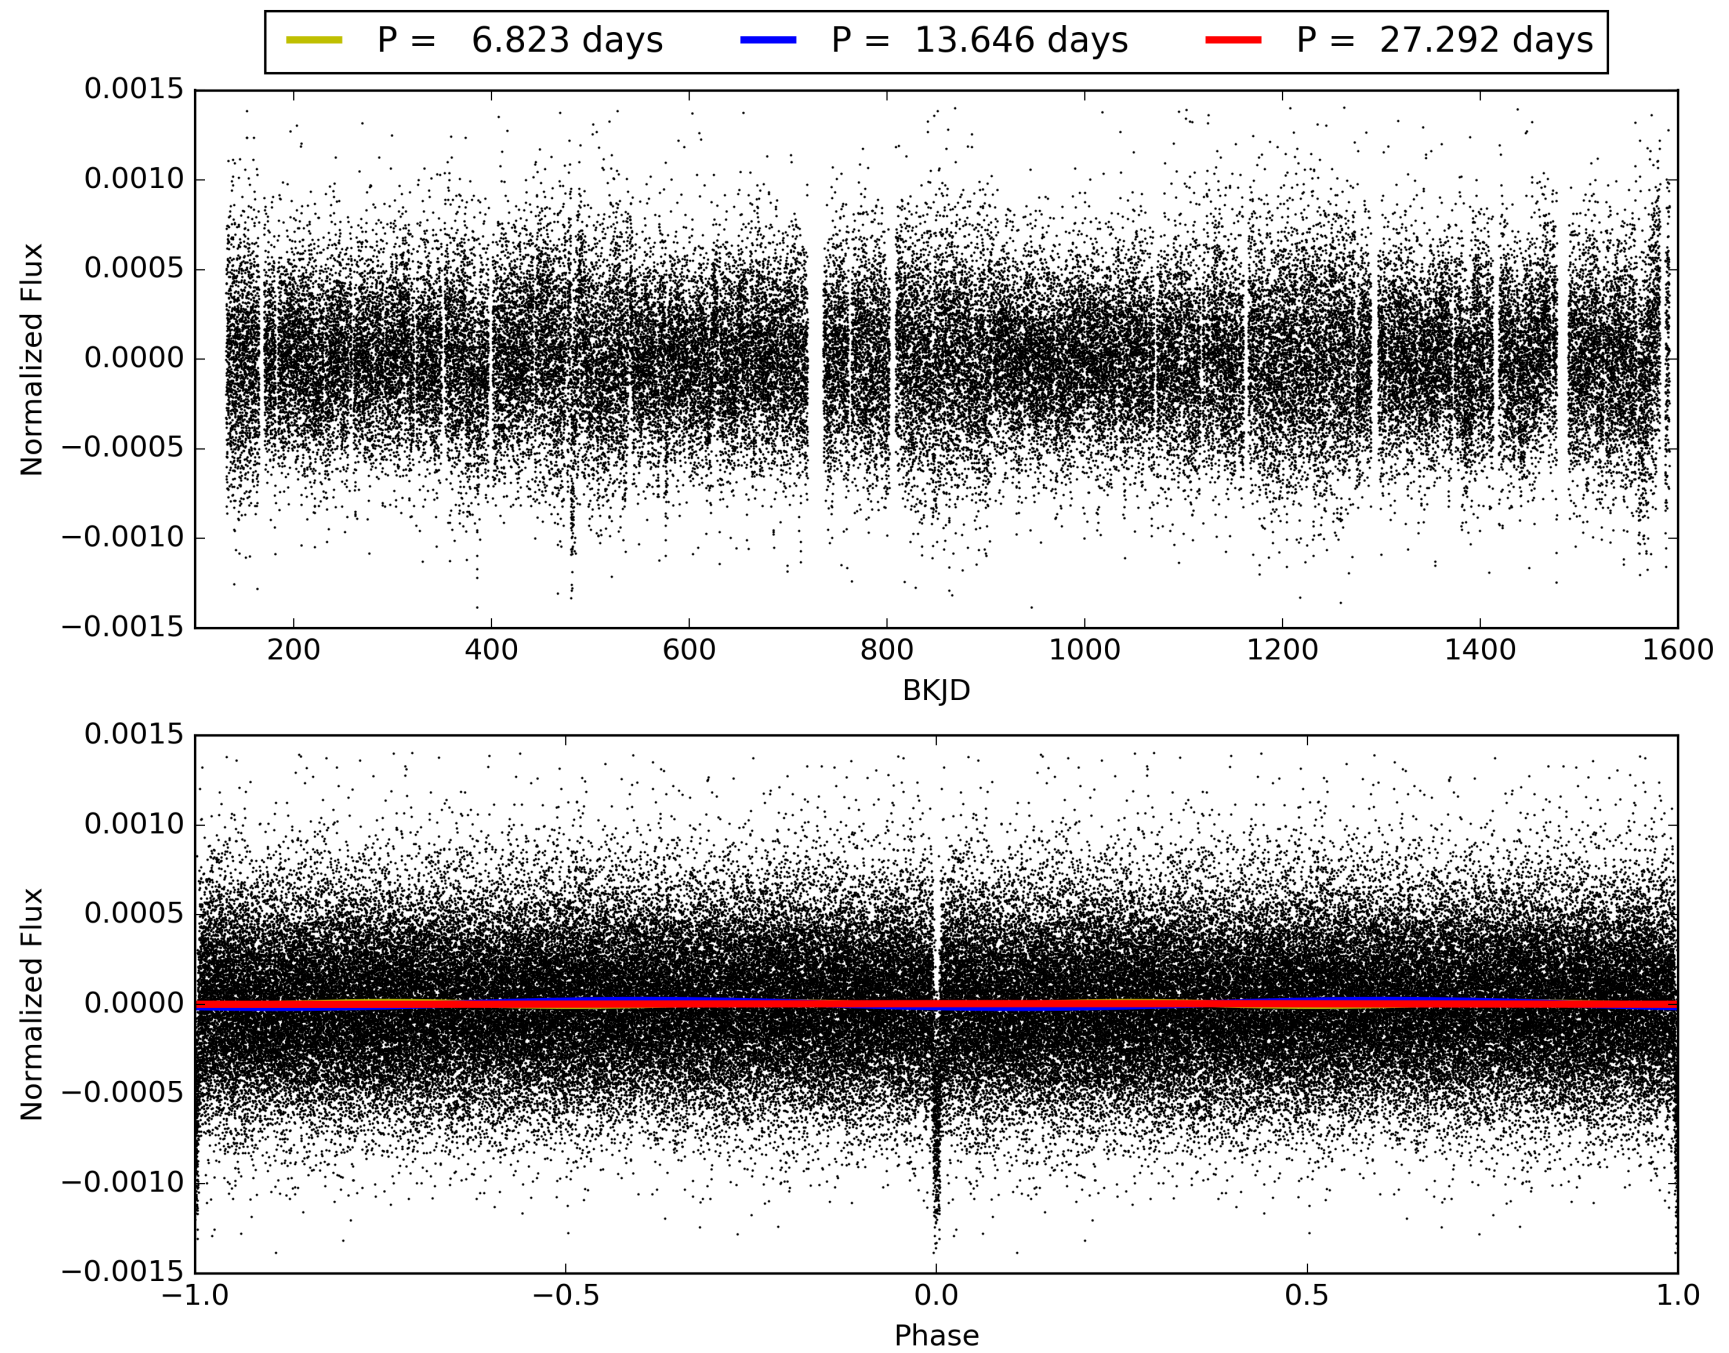 P = 6.823 days P = 13.646 days P = 27.292 days
0.0015
0.0010
0.0005
0.0000
−0.0005
−0.0010
−0.0015
Normalized Flux
200 400 600 800 1000 1200 1400 1600
BKJD
0.0015
0.0010
0.0005
0.0000
−0.0005
−0.0010
−0.0015
Normalized Flux
−1.0 −0.5 0.0 0.5 1.0
Phase